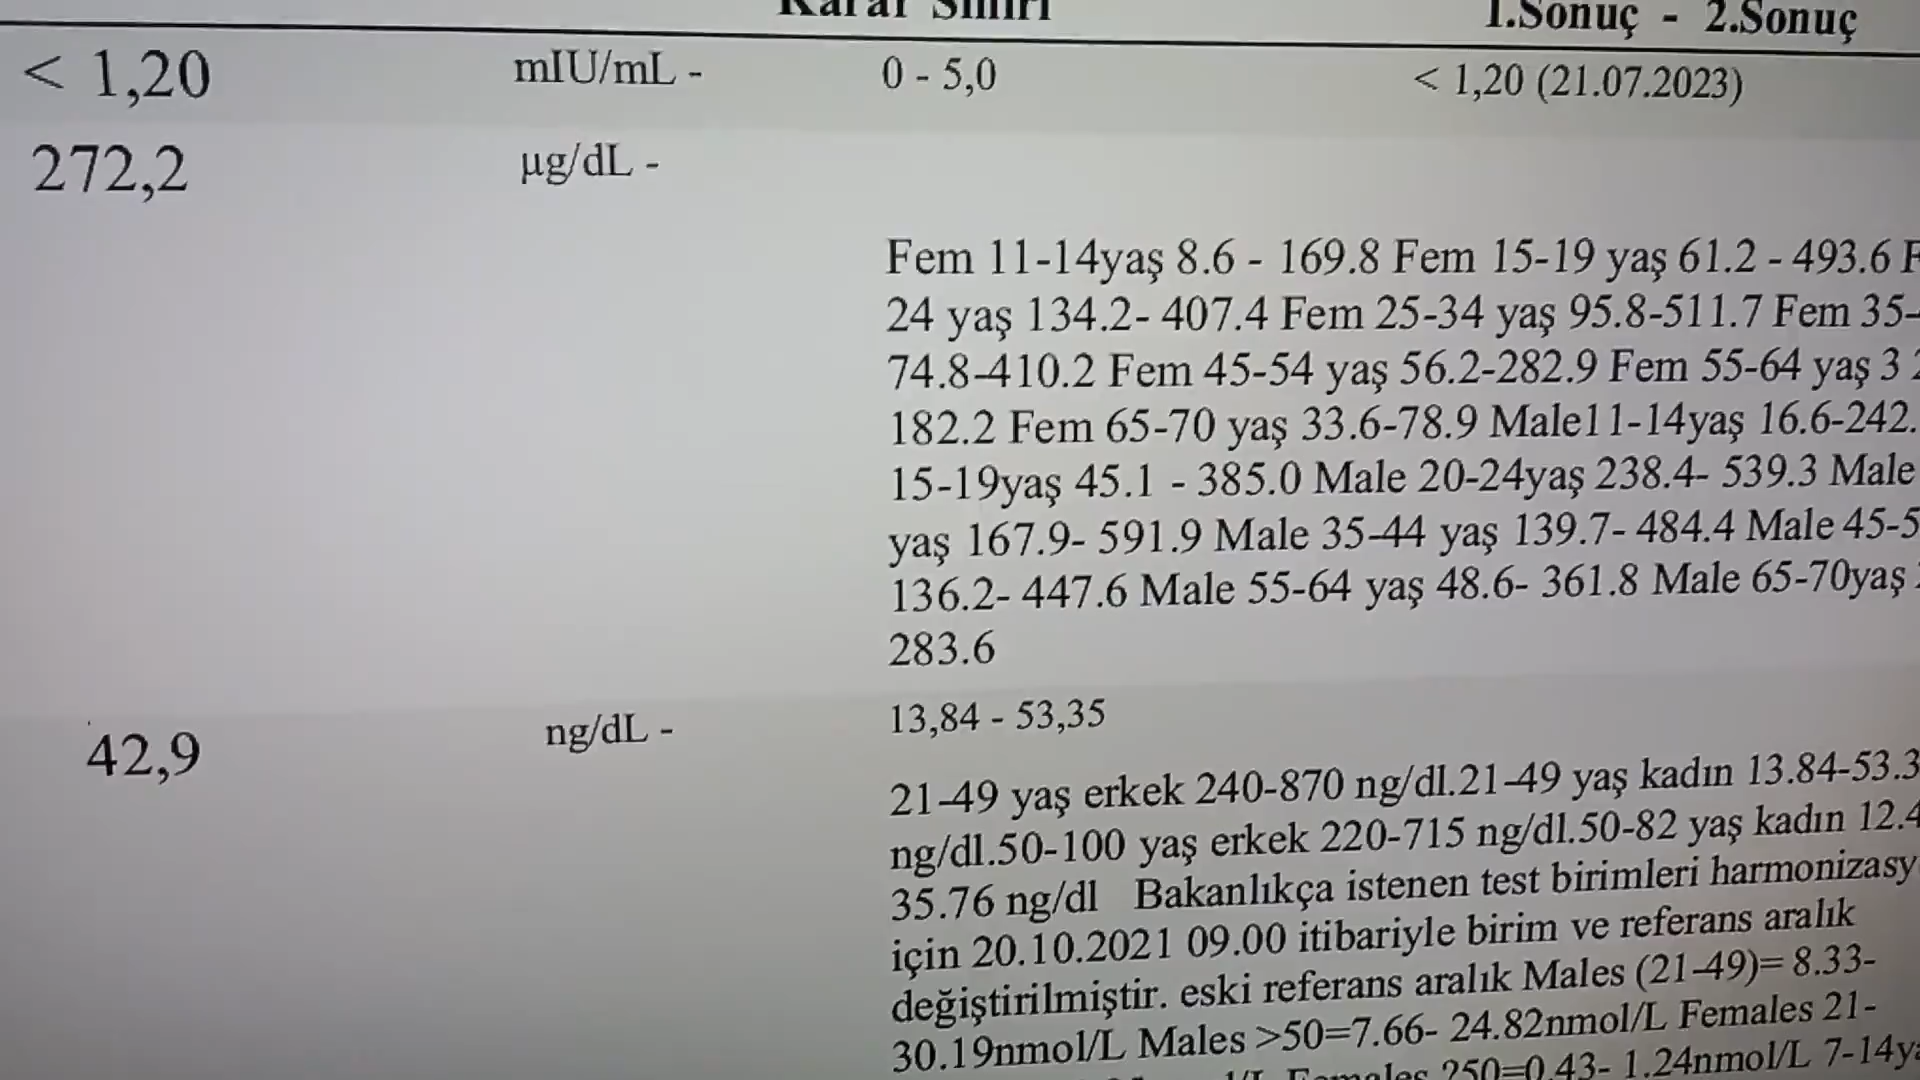 Karar Sınırı 1.Sonuç - 2.Sonuç
< 1,20 mIU/mL - 0 - 5,0 < 1,20 (21.07.2023)
272,2 µg/dL -
Fem 11-14yaş 8.6 - 169.8 Fem 15-19 yaş 61.2 - 493.6 F
24 yaş 134.2- 407.4 Fem 25-34 yaş 95.8-511.7 Fem 35-
74.8-410.2 Fem 45-54 yaş 56.2-282.9 Fem 55-64 yaş 3
182.2 Fem 65-70 yaş 33.6-78.9 Male11-14yaş 16.6-242.
15-19yaş 45.1 - 385.0 Male 20-24yaş 238.4- 539.3 Male
yaş 167.9- 591.9 Male 35-44 yaş 139.7- 484.4 Male 45-5
136.2- 447.6 Male 55-64 yaş 48.6- 361.8 Male 65-70yaş
283.6
42,9 ng/dL - 13,84 - 53,35
21-49 yaş erkek 240-870 ng/dl.21-49 yaş kadın 13.84-53.3
ng/dl.50-100 yaş erkek 220-715 ng/dl.50-82 yaş kadın 12.4
35.76 ng/dl Bakanlıkça istenen test birimleri harmonizasy
için 20.10.2021 09.00 itibariyle birim ve referans aralık
değiştirilmiştir. eski referans aralık Males (21-49)= 8.33-
30.19nmol/L Males >50=7.66- 24.82nmol/L Females 21-
Females ?50=0.43- 1.24nmol/L 7-14ya